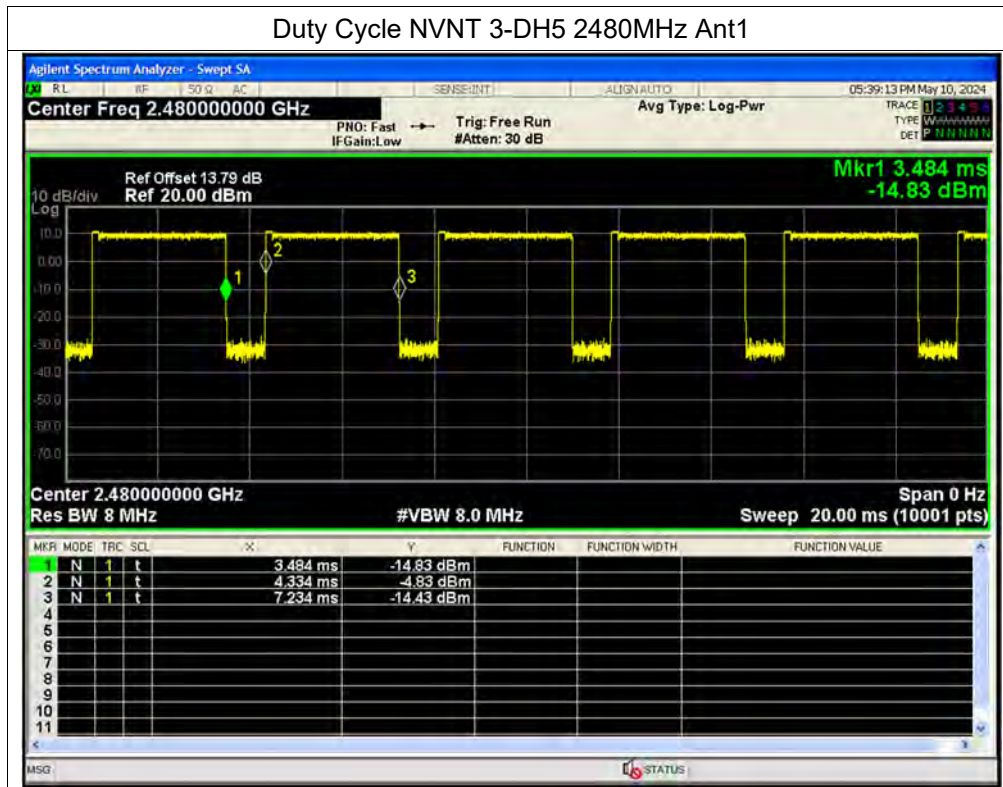 Duty Cycle NVNT 3-DH5 2480MHz Ant1
Agilent Spectrum Analyzer - Swept SA
RL RF 50 Ω AC SENSE:INT ALIGN AUTO 05:39:13 PM May 10, 2024
Center Freq 2.480000000 GHz Avg Type: Log-Pwr TRACE 1 2 3 4 5 6
PNO: Fast Trig: Free Run TYPE W
IFGain:Low #Atten: 30 dB DET P N N N N N
Mkr1 3.484 ms
Ref Offset 13.79 dB -14.83 dBm
10 dB/div Ref 20.00 dBm
Log
10.0
0.00
-10.0
-20.0
-30.0
-40.0
-50.0
-60.0
-70.0
1
2
3
Center 2.480000000 GHz Span 0 Hz
Res BW 8 MHz #VBW 8.0 MHz Sweep 20.00 ms (10001 pts)
MKR MODE TRC SCL X Y FUNCTION FUNCTION WIDTH FUNCTION VALUE
1 N 1 t 3.484 ms -14.83 dBm
2 N 1 t 4.334 ms -4.83 dBm
3 N 1 t 7.234 ms -14.43 dBm
4
5
6
7
8
9
10
11
MSG STATUS